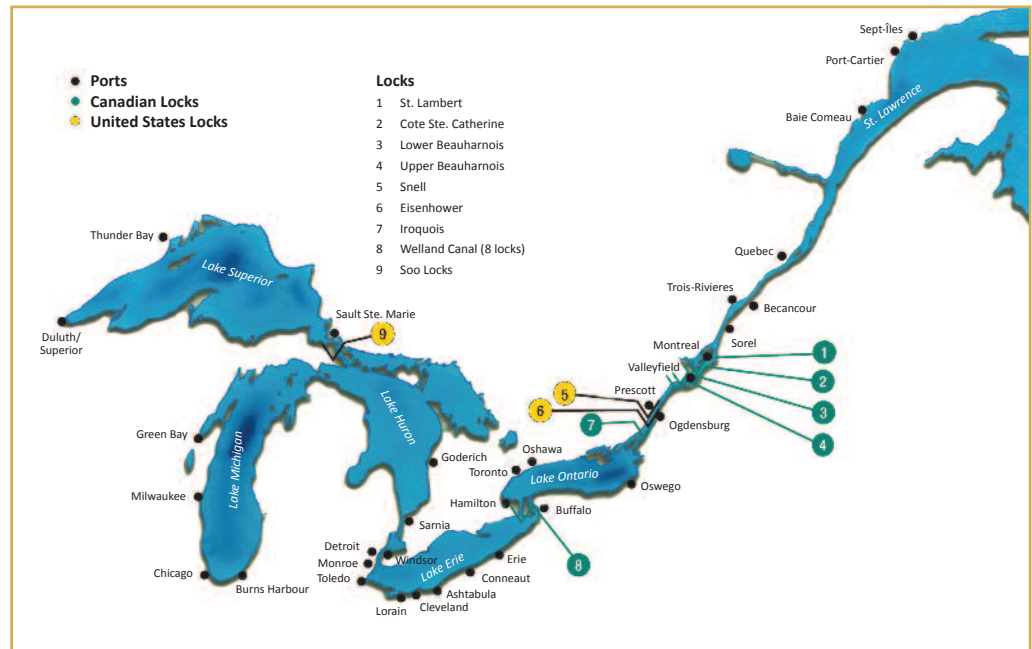 Ports
Canadian Locks
United States Locks
Locks
1 St. Lambert
2 Cote Ste. Catherine
3 Lower Beauharnois
4 Upper Beauharnois
5 Snell
6 Eisenhower
7 Iroquois
8 Welland Canal (8 locks)
9 Soo Locks
Sept-Îles
Port-Cartier
Baie Comeau
St. Lawrence
Quebec
Trois-Rivieres
Becancour
Sorel
Montreal
Valleyfield
1
2
3
4
Prescott
5
6
7
Ogdensburg
Thunder Bay
Lake Superior
Duluth/
Superior
Sault Ste. Marie
9
Green Bay
Lake Michigan
Lake Huron
Milwaukee
Chicago
Burns Harbour
Goderich
Sarnia
Oshawa
Toronto
Lake Ontario
Oswego
Hamilton
Buffalo
8
Detroit
Windsor
Monroe
Toledo
Lake Erie
Erie
Conneaut
Ashtabula
Cleveland
Lorain